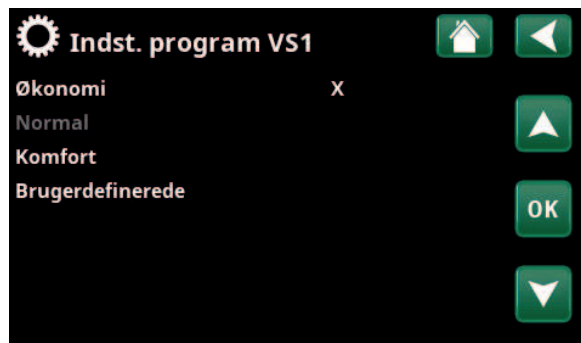 Indst. program VS1
Økonomi X
Normal
Komfort
Brugerdefinerede
OK